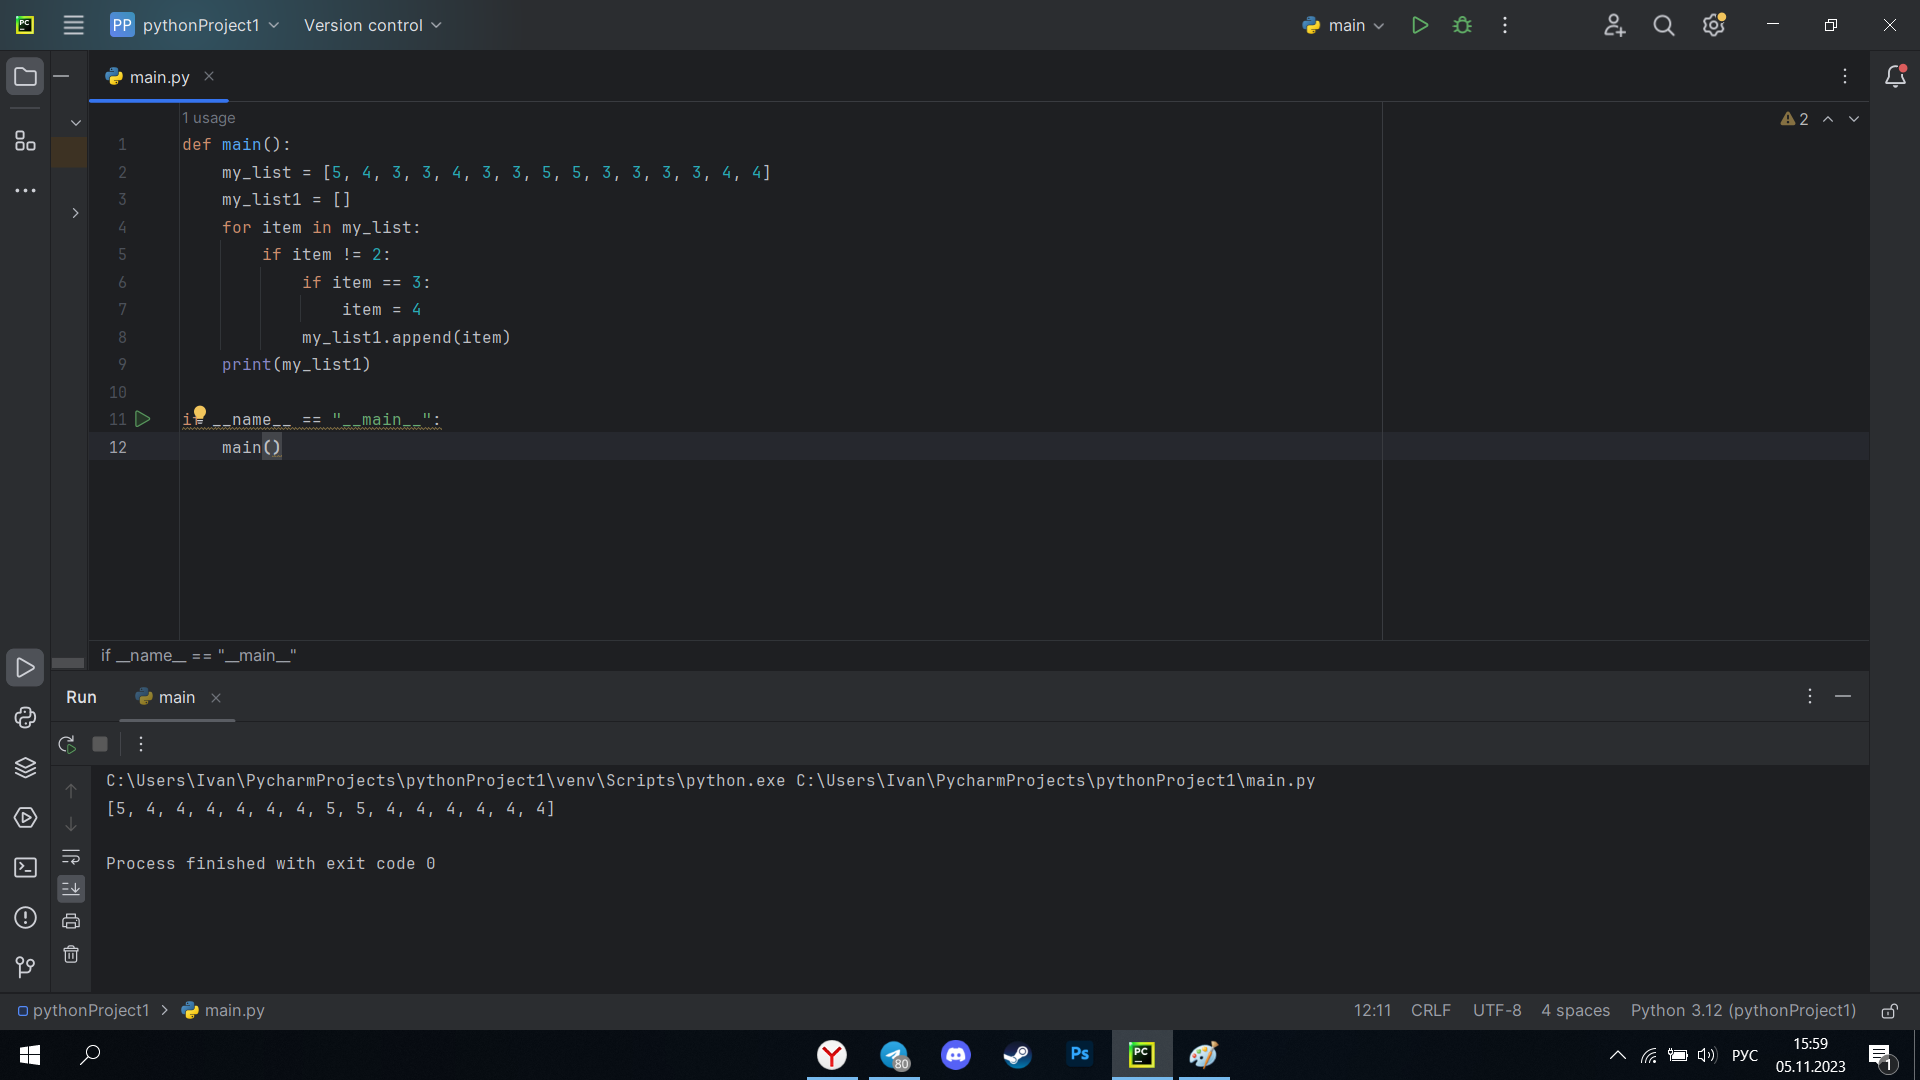 PC PP pythonProject1 Version control main
main.py
1 usage
2
1 def main():
2 my_list = [5, 4, 3, 3, 4, 3, 3, 5, 5, 3, 3, 3, 3, 4, 4]
3 my_list1 = []
4 for item in my_list:
5 if item != 2:
6 if item == 3:
7 item = 4
8 my_list1.append(item)
9 print(my_list1)
10
11 if __name__ == "__main__":
12 main()
if __name__ == "__main__"
Run main
C:\Users\Ivan\PycharmProjects\pythonProject1\venv\Scripts\python.exe C:\Users\Ivan\PycharmProjects\pythonProject1\main.py
[5, 4, 4, 4, 4, 4, 4, 5, 5, 4, 4, 4, 4, 4, 4]
Process finished with exit code 0
pythonProject1 main.py 12:11 CRLF UTF-8 4 spaces Python 3.12 (pythonProject1)
80 Ps PC РУС 15:59
05.11.2023 1